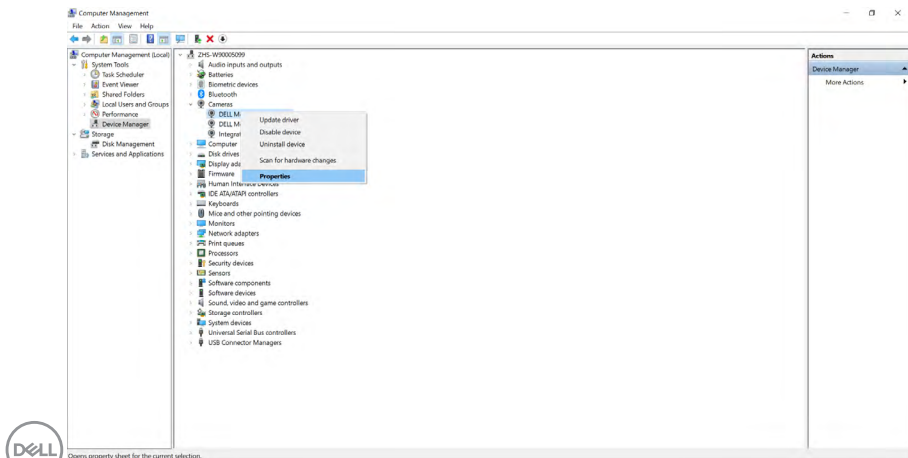 Computer Management
File Action View Help
Computer Management (Local)
System Tools
Task Scheduler
Event Viewer
Shared Folders
Local Users and Groups
Performance
Device Manager
Storage
Disk Management
Services and Applications
ZHS-W90005099
Audio inputs and outputs
Batteries
Biometric devices
Bluetooth
Cameras
DELL M
DELL M
Integrat
Computer
Disk drives
Display ada
Firmware
Human Interface Devices
IDE ATA/ATAPI controllers
Keyboards
Mice and other pointing devices
Monitors
Network adapters
Print queues
Processors
Security devices
Sensors
Software components
Software devices
Sound, video and game controllers
Storage controllers
System devices
Universal Serial Bus controllers
USB Connector Managers
Update driver
Disable device
Uninstall device
Scan for hardware changes
Properties
Actions
Device Manager
More Actions
DELL
Opens property sheet for the current selection.